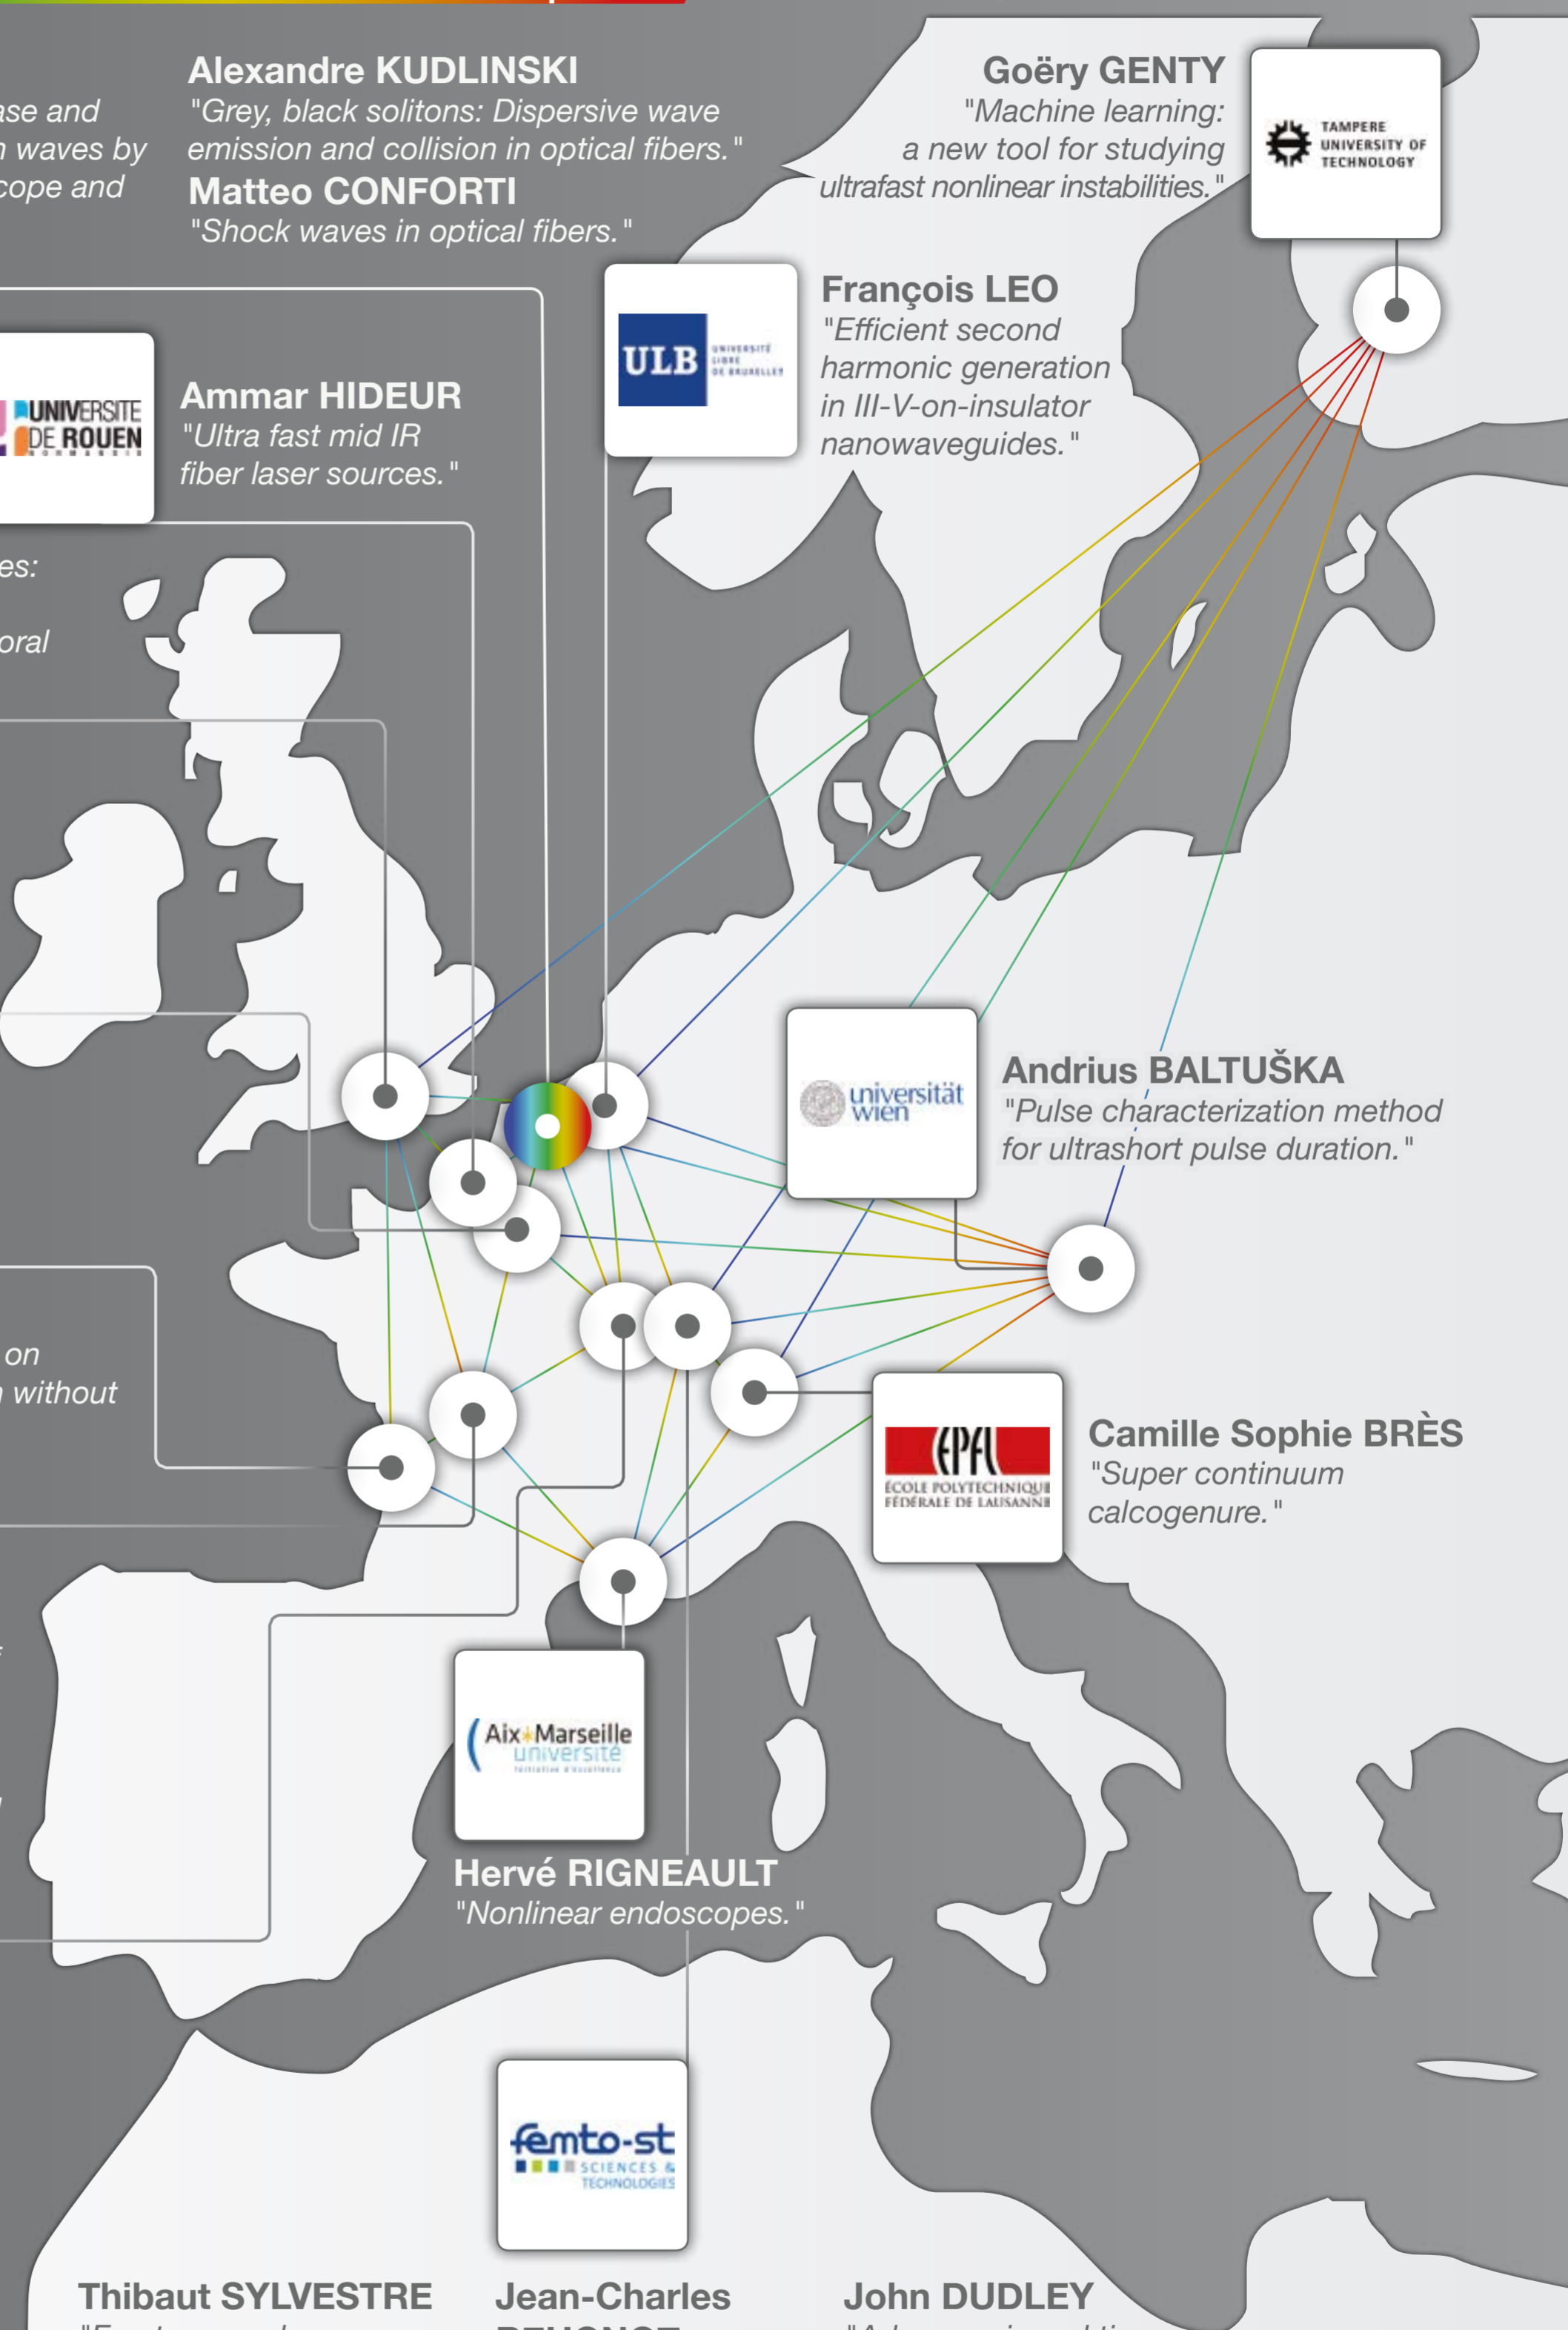 ase and
n waves by
cope and
Alexandre KUDLINSKI
"Grey, black solitons: Dispersive wave
emission and collision in optical fibers."
Matteo CONFORTI
"Shock waves in optical fibers."
Goëry GENTY
"Machine learning:
a new tool for studying
ultrafast nonlinear instabilities."
TAMPERE
UNIVERSITY OF
TECHNOLOGY
ULB
UNIVERSITÉ
LIBRE
DE BRUXELLES
François LEO
"Efficient second
harmonic generation
in III-V-on-insulator
nanowaveguides."
UNIVERSITE
DE ROUEN
NORMANDIE
Ammar HIDEUR
"Ultra fast mid IR
fiber laser sources."
es:
oral
universität
wien
Andrius BALTUŠKA
"Pulse characterization method
for ultrashort pulse duration."
on
n without
EPFL
ÉCOLE POLYTECHNIQUE
FÉDÉRALE DE LAUSANNE
Camille Sophie BRÈS
"Super continuum
calcogenure."
Aix*Marseille
université
Initiative d'excellence
Hervé RIGNEAULT
"Nonlinear endoscopes."
femto-st
SCIENCES &
TECHNOLOGIES
Thibaut SYLVESTRE
Jean-Charles
John DUDLEY